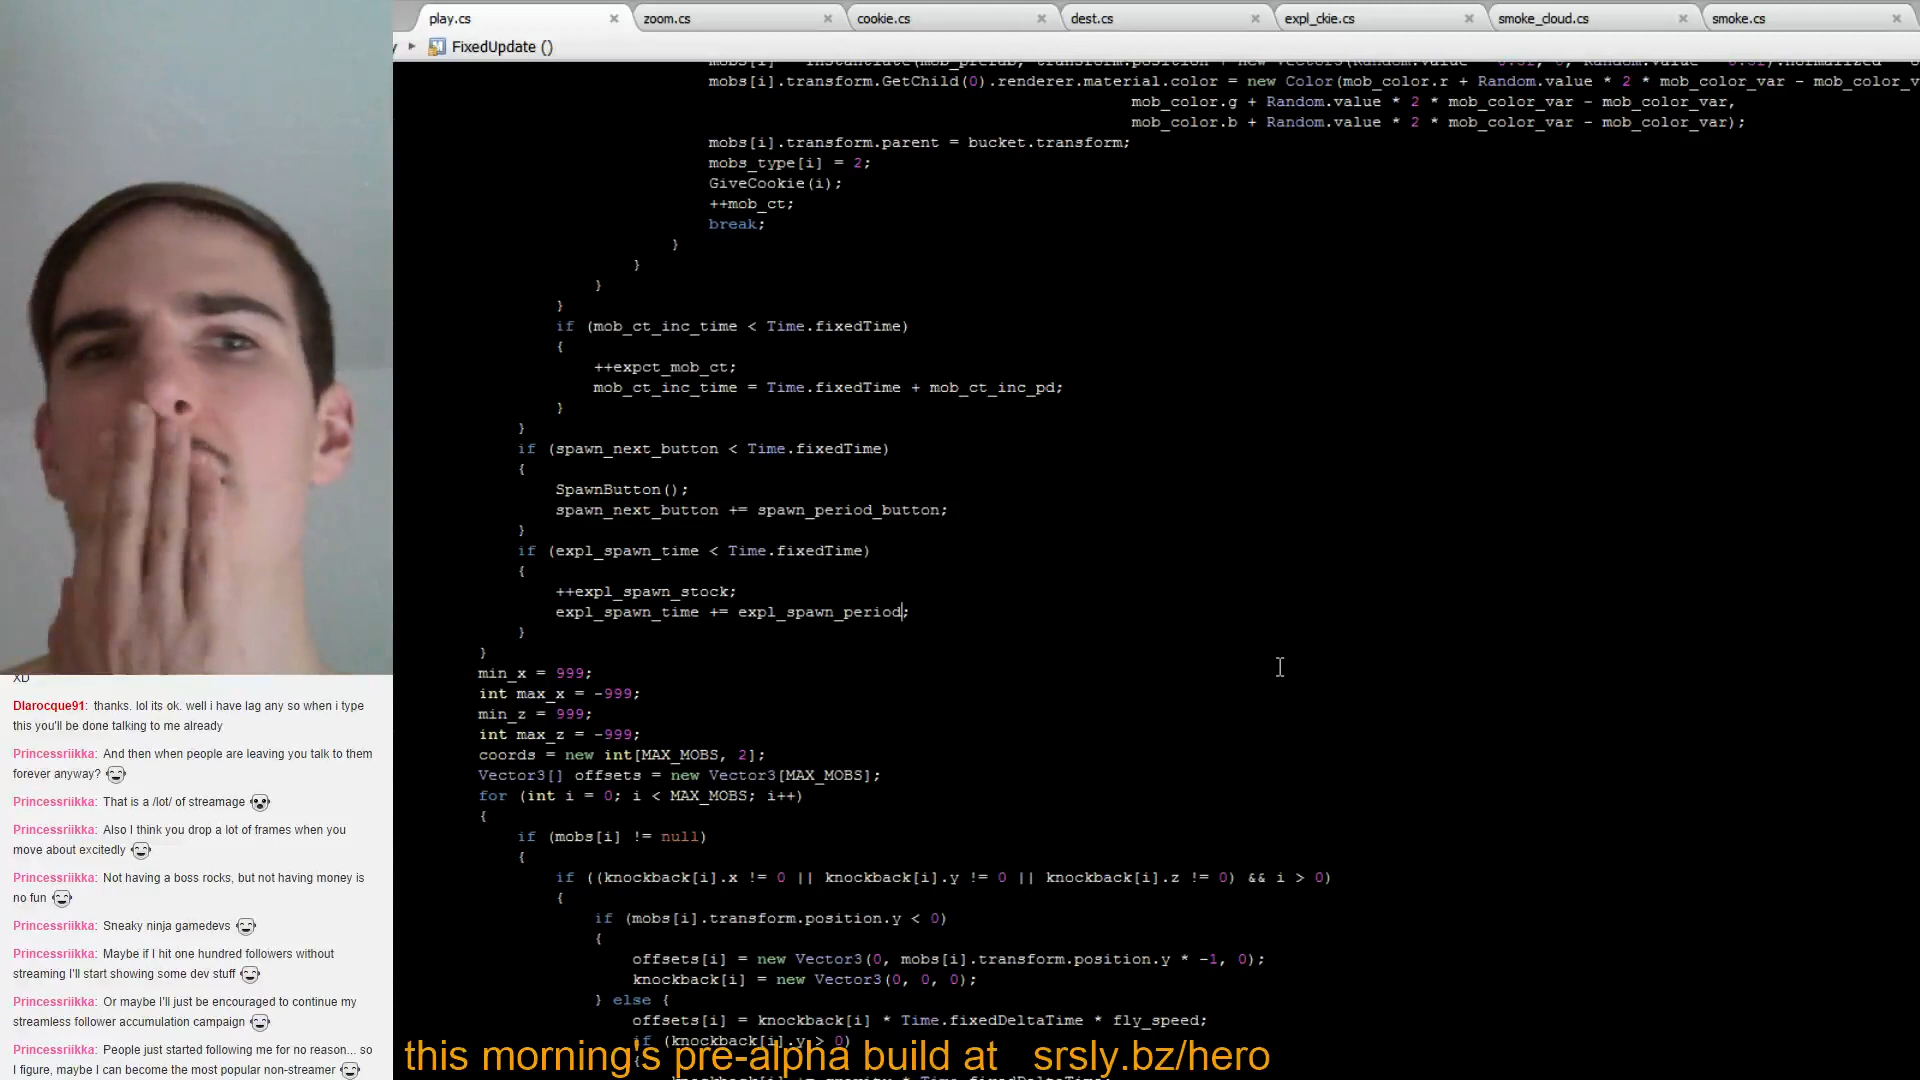 play.cs
zoom.cs
cookie.cs
dest.cs
expl_ckie.cs
smoke_cloud.cs
smoke.cs
FixedUpdate ()
mobs[i].transform.GetChild(0).renderer.material.color = new Color(mob_color.r + Random.value * 2 * mob_color_var - mob_color_v
mob_color.g + Random.value * 2 * mob_color_var - mob_color_var,
mob_color.b + Random.value * 2 * mob_color_var - mob_color_var);
mobs[i].transform.parent = bucket.transform;
mobs_type[i] = 2;
GiveCookie(i);
++mob_ct;
break;
}
}
}
}
if (mob_ct_inc_time < Time.fixedTime)
{
++expct_mob_ct;
mob_ct_inc_time = Time.fixedTime + mob_ct_inc_pd;
}
}
if (spawn_next_button < Time.fixedTime)
{
SpawnButton();
spawn_next_button += spawn_period_button;
}
if (expl_spawn_time < Time.fixedTime)
{
++expl_spawn_stock;
expl_spawn_time += expl_spawn_period;
}
}
min_x = 999;
int max_x = -999;
min_z = 999;
int max_z = -999;
coords = new int[MAX_MOBS, 2];
Vector3[] offsets = new Vector3[MAX_MOBS];
for (int i = 0; i < MAX_MOBS; i++)
{
if (mobs[i] != null)
{
if ((knockback[i].x != 0 || knockback[i].y != 0 || knockback[i].z != 0) && i > 0)
{
if (mobs[i].transform.position.y < 0)
{
offsets[i] = new Vector3(0, mobs[i].transform.position.y * -1, 0);
knockback[i] = new Vector3(0, 0, 0);
} else {
offsets[i] = knockback[i] * Time.fixedDeltaTime * fly_speed;
if (knockback[i].y > 0)
this morning's pre-alpha build at srsly.bz/hero
XD
Dlarocque91: thanks. lol its ok. well i have lag any so when i type
this you'll be done talking to me already
Princessriikka: And then when people are leaving you talk to them
forever anyway?
Princessriikka: That is a /lot/ of streamage
Princessriikka: Also I think you drop a lot of frames when you
move about excitedly
Princessriikka: Not having a boss rocks, but not having money is
no fun
Princessriikka: Sneaky ninja gamedevs
Princessriikka: Maybe if I hit one hundred followers without
streaming I'll start showing some dev stuff
Princessriikka: Or maybe I'll just be encouraged to continue my
streamless follower accumulation campaign
Princessriikka: People just started following me for no reason... so
I figure, maybe I can become the most popular non-streamer